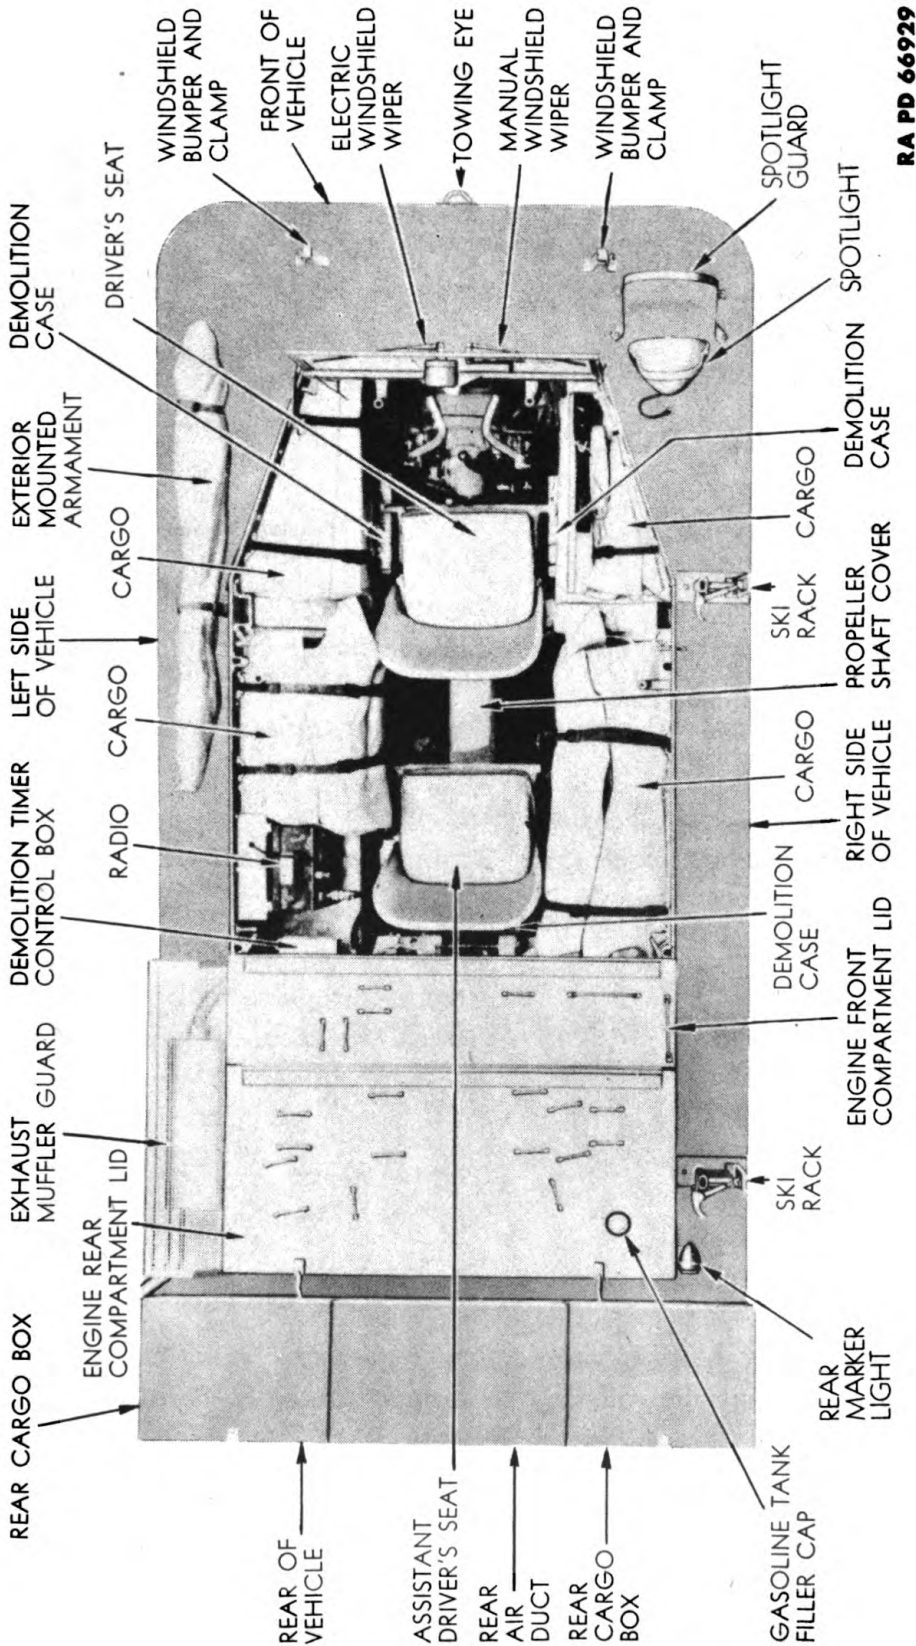 REAR CARGO BOX
EXHAUST
MUFFLER GUARD
DEMOLITION TIMER
CONTROL BOX
LEFT SIDE
OF VEHICLE
EXTERIOR
MOUNTED
ARMAMENT
DEMOLITION
CASE
ENGINE REAR
COMPARTMENT LID
RADIO
CARGO
CARGO
DRIVER'S SEAT
WINDSHIELD
BUMPER AND
CLAMP
FRONT OF
VEHICLE
ELECTRIC
WINDSHIELD
WIPER
TOWING EYE
MANUAL
WINDSHIELD
WIPER
WINDSHIELD
BUMPER AND
CLAMP
SPOTLIGHT
GUARD
SPOTLIGHT
REAR OF
VEHICLE
ASSISTANT
DRIVER'S SEAT
REAR
AIR
DUCT
REAR
CARGO
BOX
GASOLINE TANK
FILLER CAP
REAR
MARKER
LIGHT
SKI
RACK
DEMOLITION
CASE
CARGO
SKI
RACK
CARGO
ENGINE FRONT
COMPARTMENT LID
RIGHT SIDE
OF VEHICLE
PROPELLER
SHAFT COVER
DEMOLITION
CASE
RA PD 66929